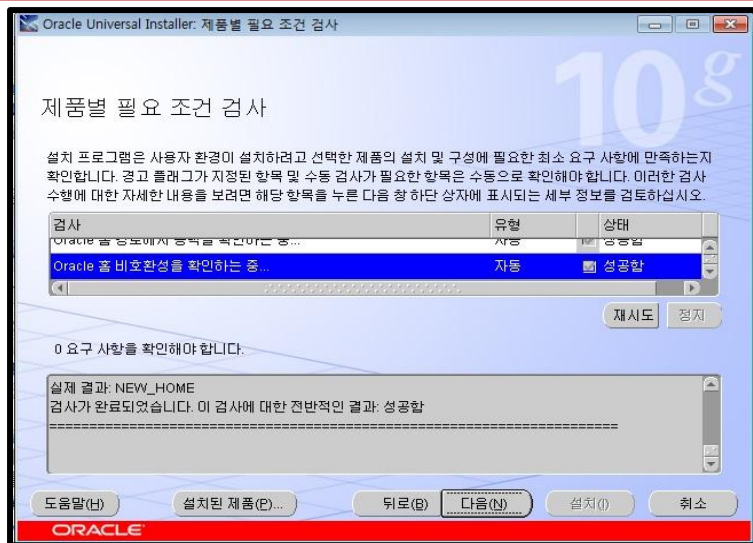 Oracle Universal Installer: 제품별 필요 조건 검사
10g
제품별 필요 조건 검사
설치 프로그램은 사용자 환경이 설치하려고 선택한 제품의 설치 및 구성에 필요한 최소 요구 사항에 만족하는지
확인합니다. 경고 플래그가 지정된 항목 및 수동 검사가 필요한 항목은 수동으로 확인해야 합니다. 이러한 검사
수행에 대한 자세한 내용을 보려면 해당 항목을 누른 다음 창 하단 상자에 표시되는 세부 정보를 검토하십시오.
검사 유형 상태
Oracle 홈 확인하는 중... 자동 성공함
Oracle 홈 비호환성을 확인하는 중... 자동 성공함
재시도 정지
0 요구 사항을 확인해야 합니다.
실제 결과: NEW_HOME
검사가 완료되었습니다. 이 검사에 대한 전반적인 결과: 성공함
=======================================================================
도움말(H) 설치된 제품(P)... 뒤로(B) 다음(N) 설치(I) 취소
ORACLE